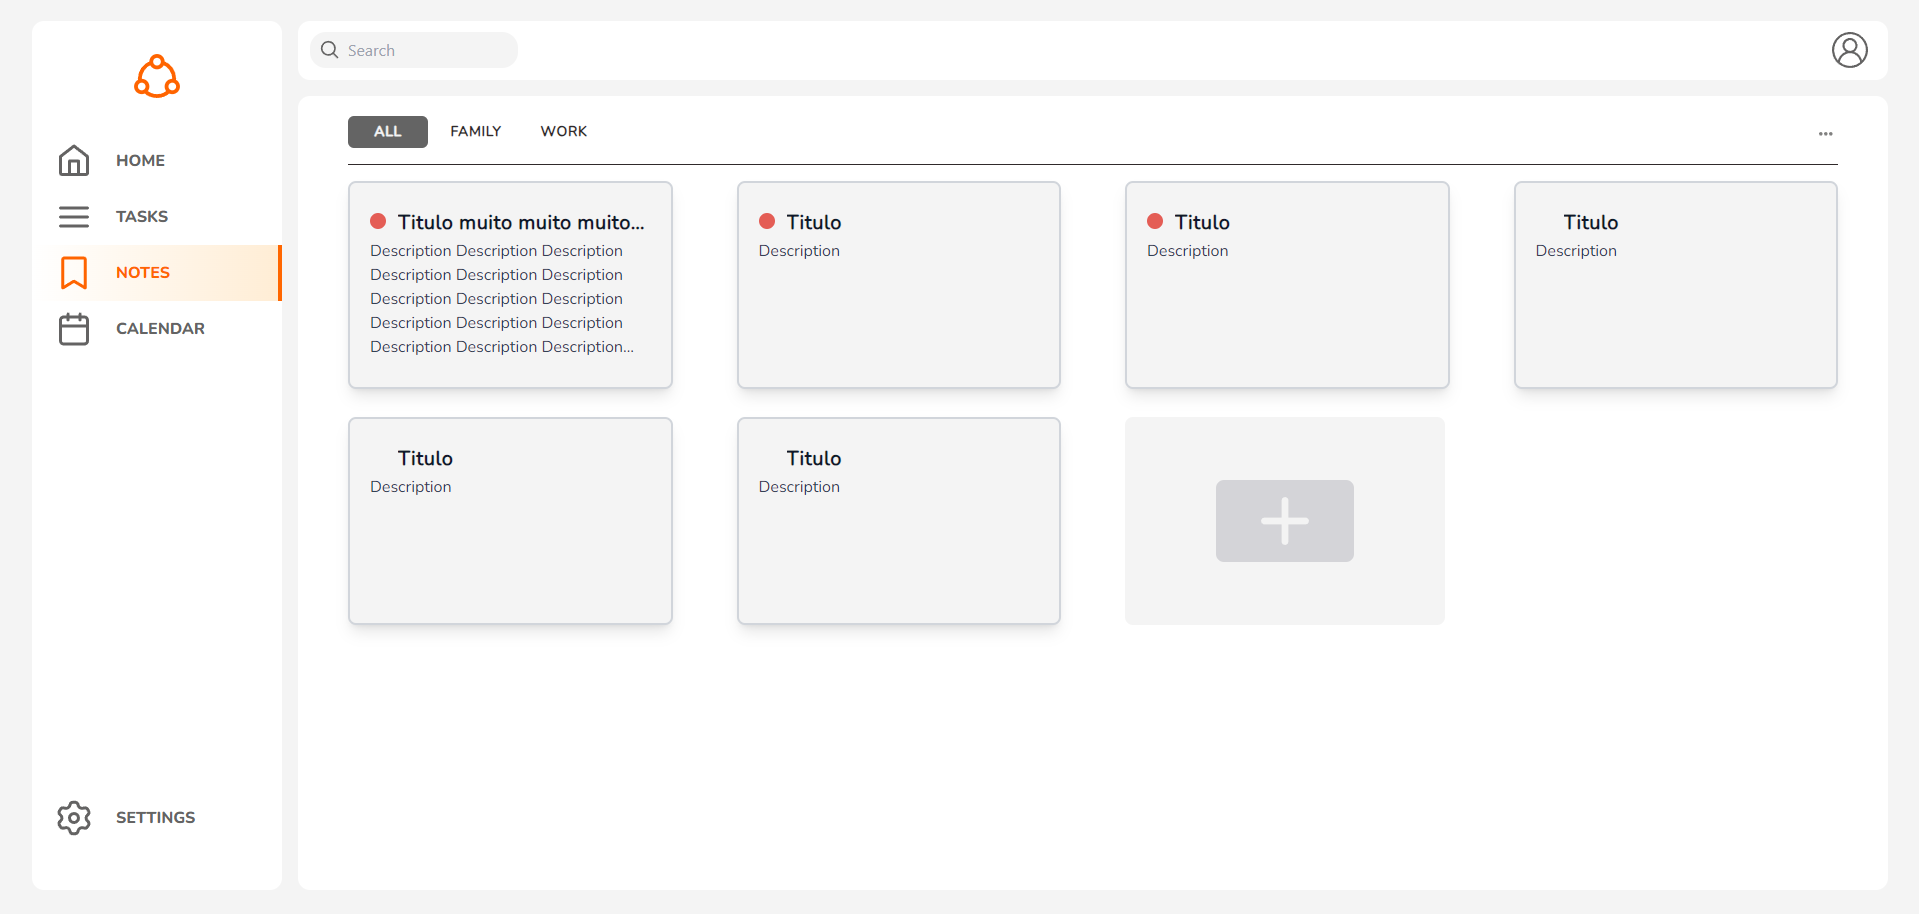 Search
HOME
TASKS
NOTES
CALENDAR
SETTINGS
ALL FAMILY WORK
Titulo muito muito muito...
Description Description Description
Description Description Description
Description Description Description
Description Description Description
Description Description Description...
Titulo
Description
Titulo
Description
Titulo
Description
Titulo
Description
Titulo
Description